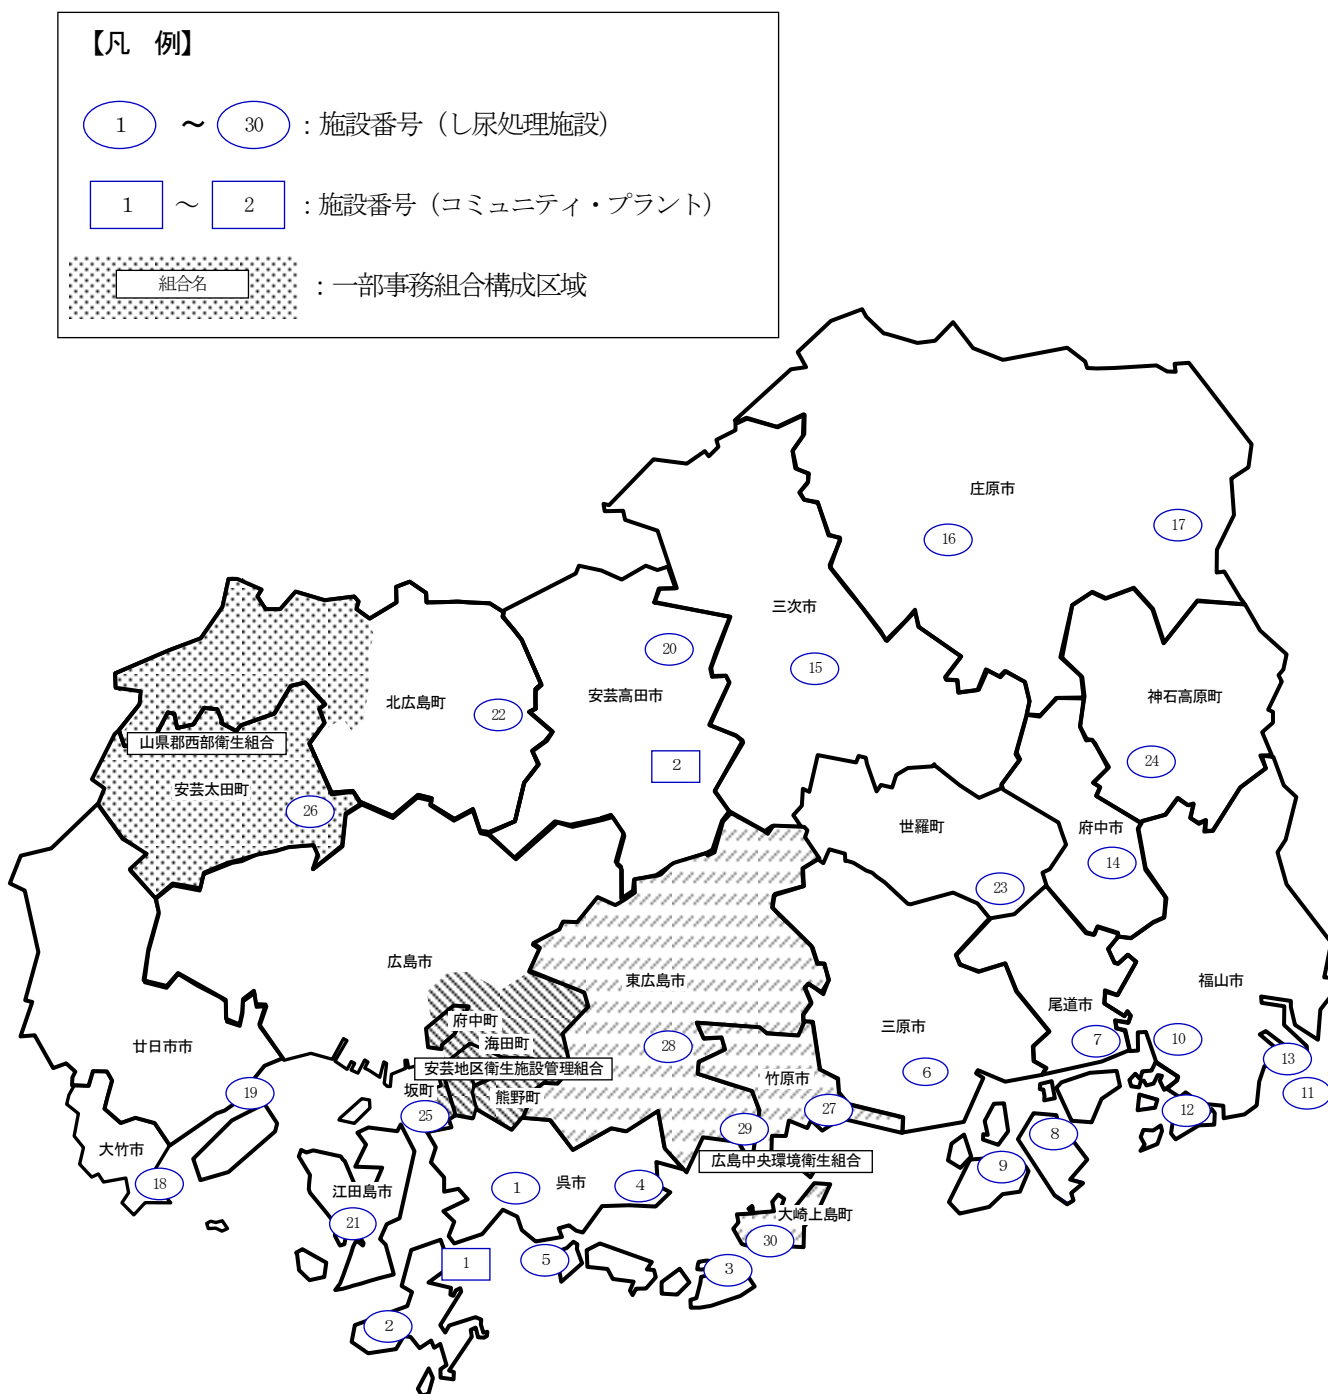 【凡　例】
1 ～ 30 ：施設番号（し尿処理施設）
1 ～ 2 ：施設番号（コミュニティ・プラント）
組合名 ：一部事務組合構成区域
庄原市
17
16
三次市
20
15
安芸高田市
神石高原町
北広島町
22
山県郡西部衛生組合
2
24
安芸太田町
26
世羅町
府中市
14
23
広島市
東広島市
福山市
尾道市
府中町
三原市
廿日市市
海田町
28
7
10
13
安芸地区衛生施設管理組合
竹原市
6
19
坂町
熊野町
11
25
27
12
29
8
大竹市
広島中央環境衛生組合
9
18
江田島市
1
呉市
4
21
大崎上島町
30
1
5
3
2